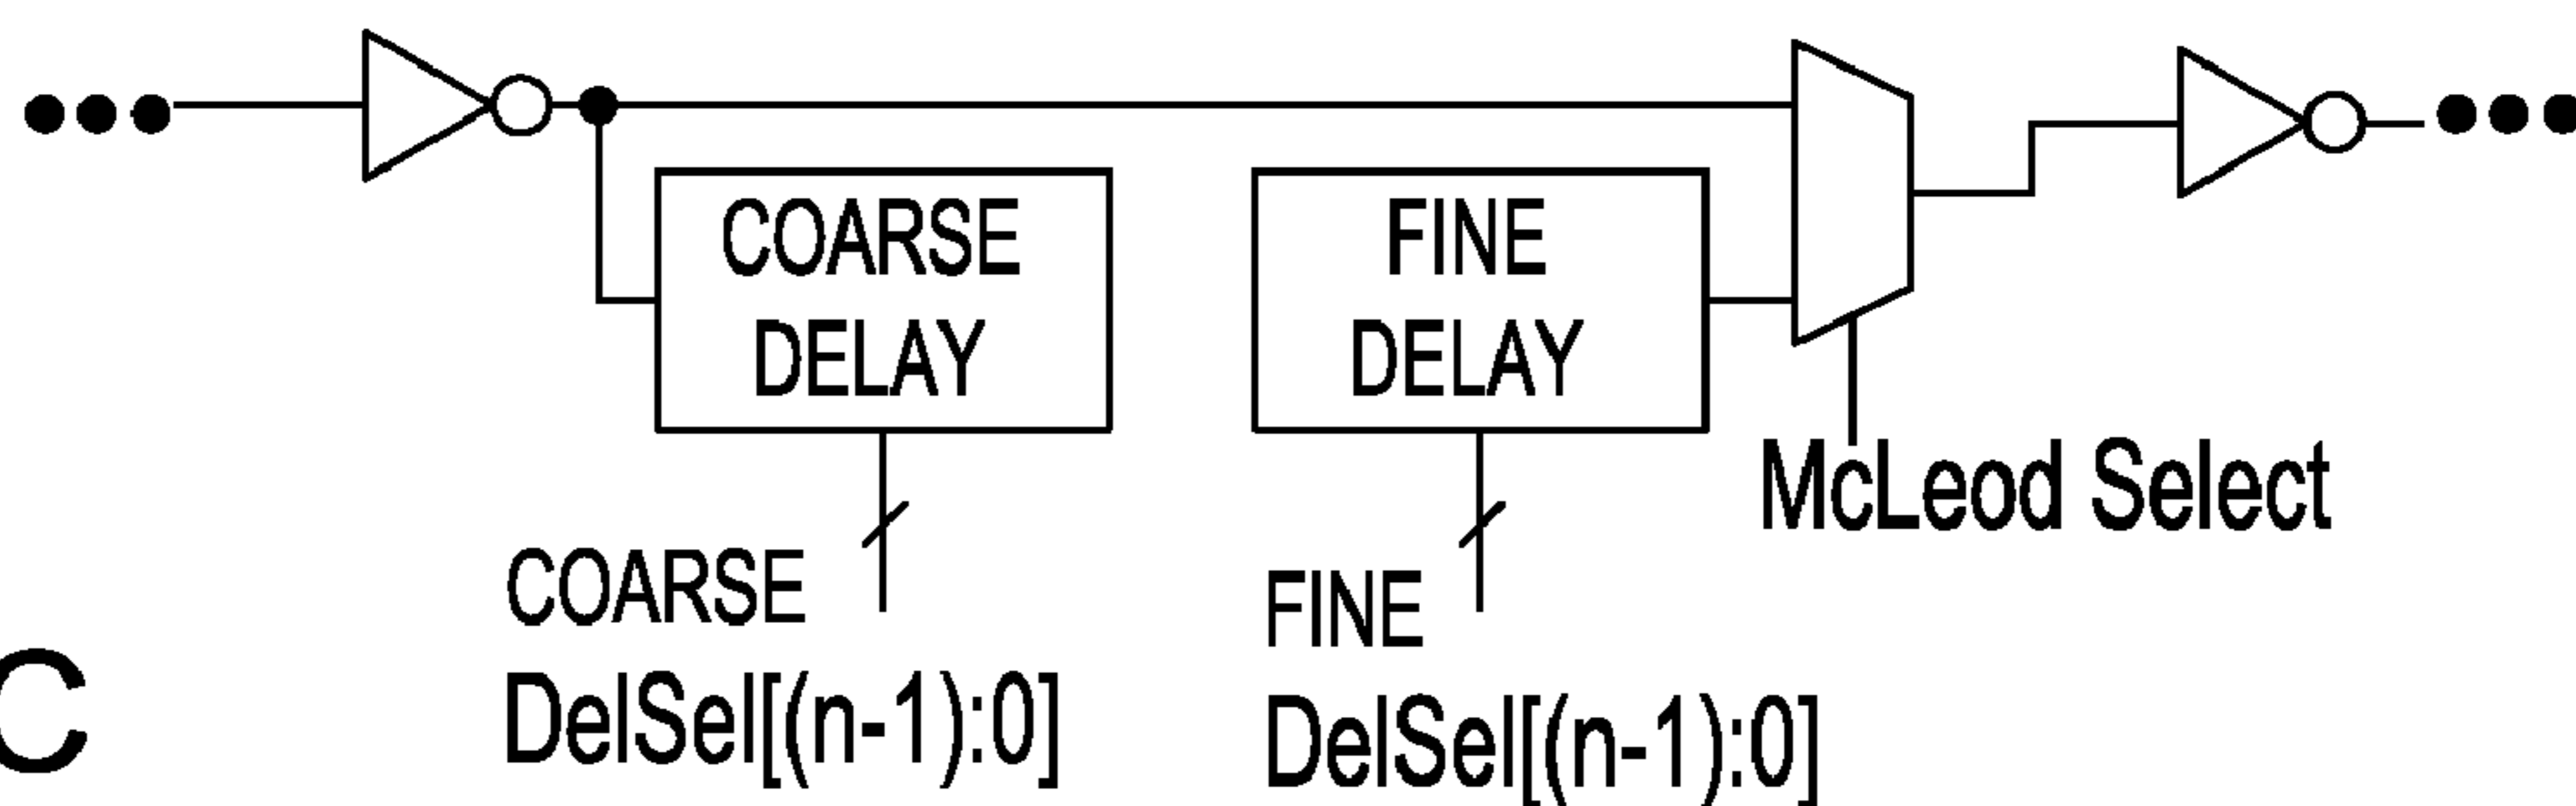 COARSE
DELAY
FINE
DELAY
McLeod Select
COARSE
DelSel[(n-1):0]
FINE
DelSel[(n-1):0]
C